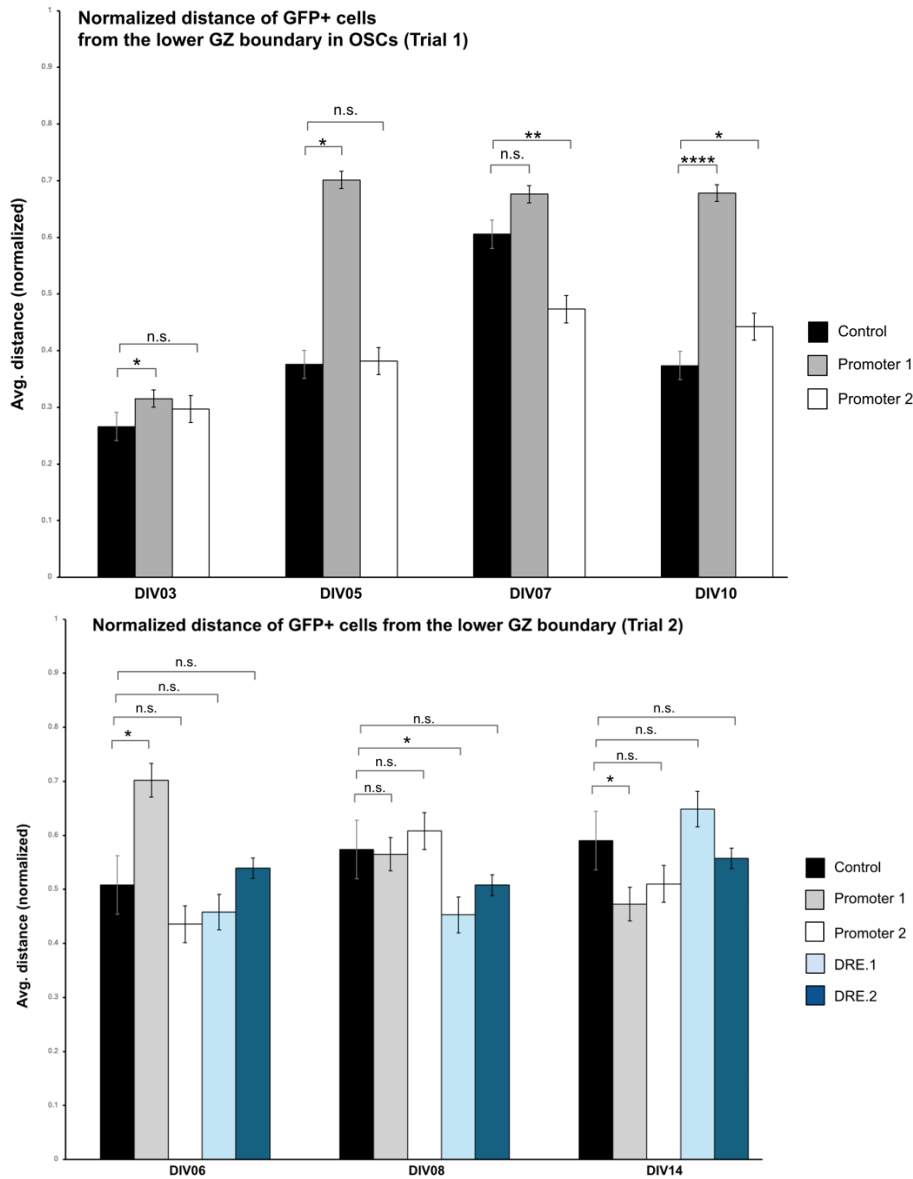 Normalized distance of GFP+ cells
from the lower GZ boundary in OSCs (Trial 1)
Avg. distance (normalized)
1
0.9
0.8
0.7
0.6
0.5
0.4
0.3
0.2
0.1
0
n.s.
*
n.s.
*
**
n.s.
*
****
DIV03 DIV05 DIV07 DIV10
Control
Promoter 1
Promoter 2
Normalized distance of GFP+ cells from the lower GZ boundary (Trial 2)
Avg. distance (normalized)
1
0.9
0.8
0.7
0.6
0.5
0.4
0.3
0.2
0.1
0
n.s.
n.s.
n.s.
*
n.s.
*
n.s.
n.s.
n.s.
n.s.
n.s.
*
DIV06 DIV08 DIV14
Control
Promoter 1
Promoter 2
DRE.1
DRE.2